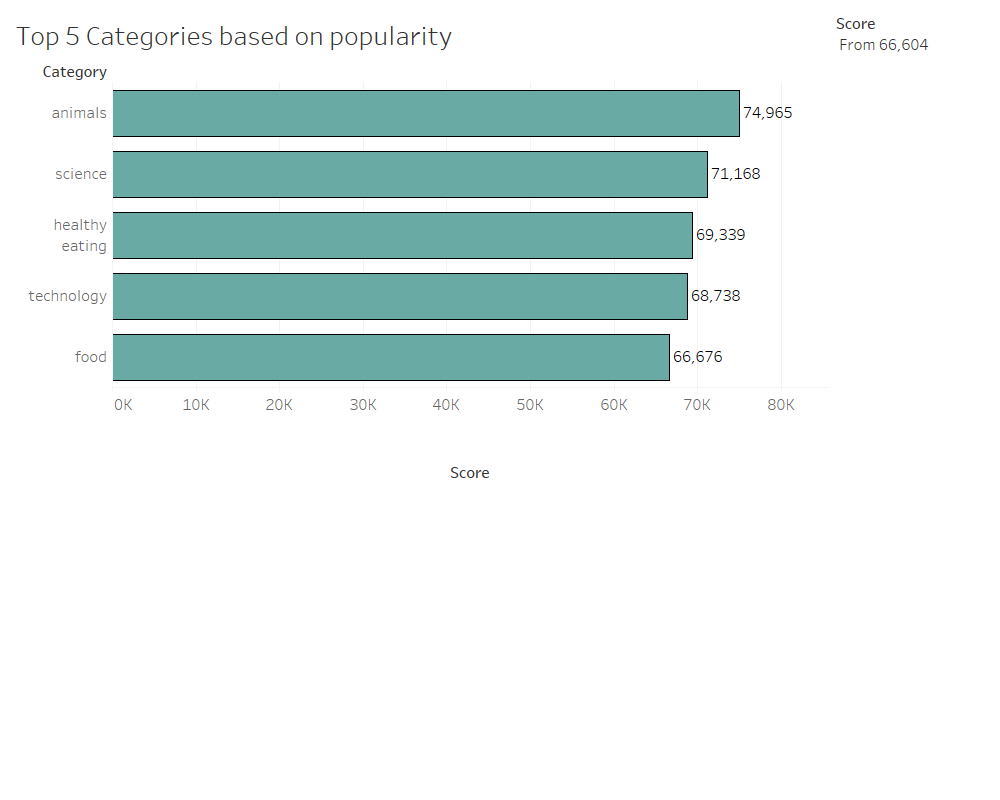 Top 5 Categories based on popularity
Score
From 66,604
Category
animals 74,965
science 71,168
healthy
eating 69,339
technology 68,738
food 66,676
0K 10K 20K 30K 40K 50K 60K 70K 80K
Score